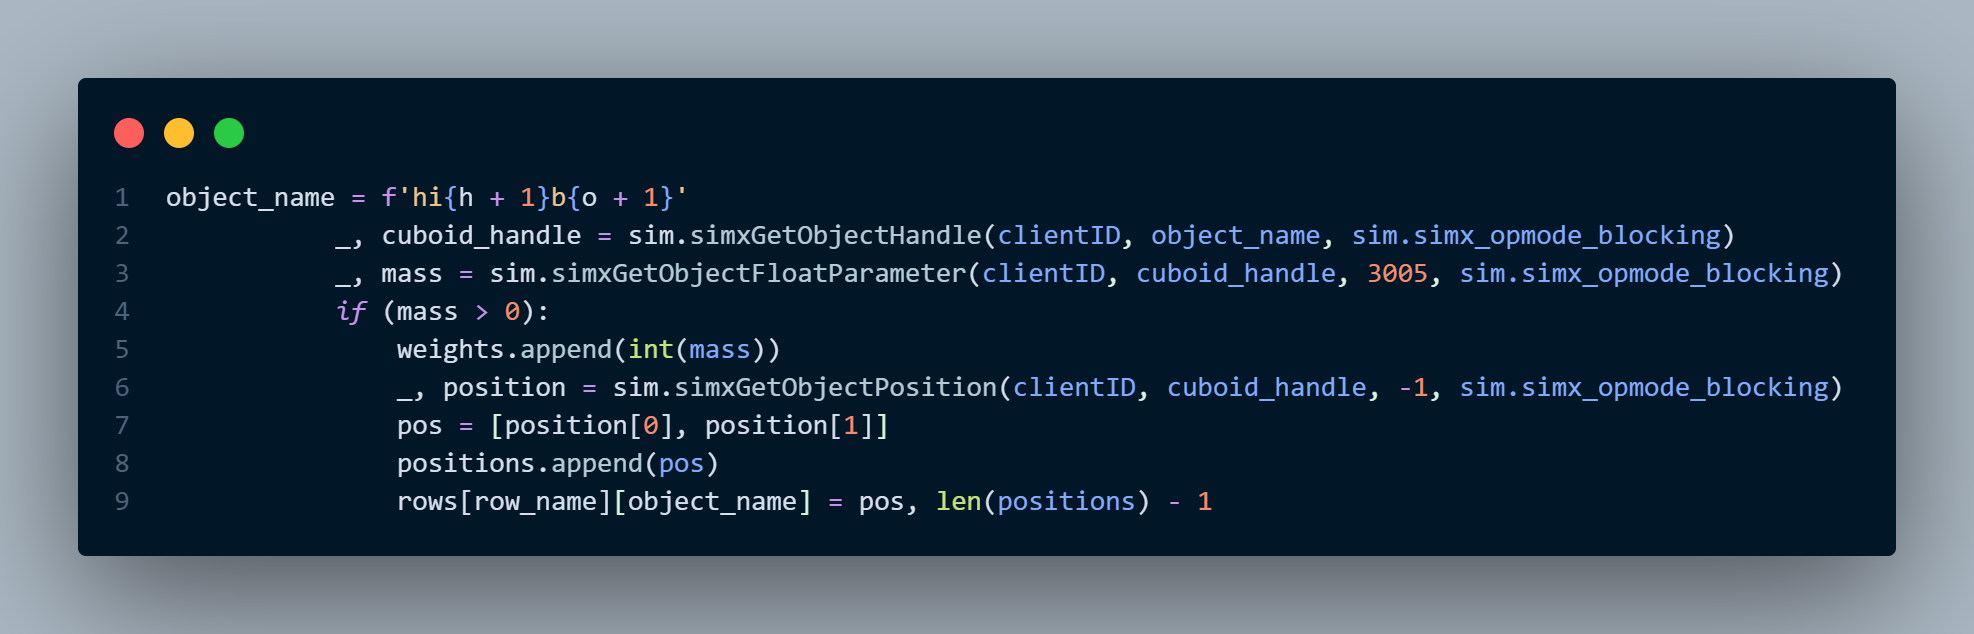 1 object_name = f'hi{h + 1}b{o + 1}'
2             _, cuboid_handle = sim.simxGetObjectHandle(clientID, object_name, sim.simx_opmode_blocking)
3             _, mass = sim.simxGetObjectFloatParameter(clientID, cuboid_handle, 3005, sim.simx_opmode_blocking)
4             if (mass > 0):
5                 weights.append(int(mass))
6                 _, position = sim.simxGetObjectPosition(clientID, cuboid_handle, -1, sim.simx_opmode_blocking)
7                 pos = [position[0], position[1]]
8                 positions.append(pos)
9                 rows[row_name][object_name] = pos, len(positions) - 1